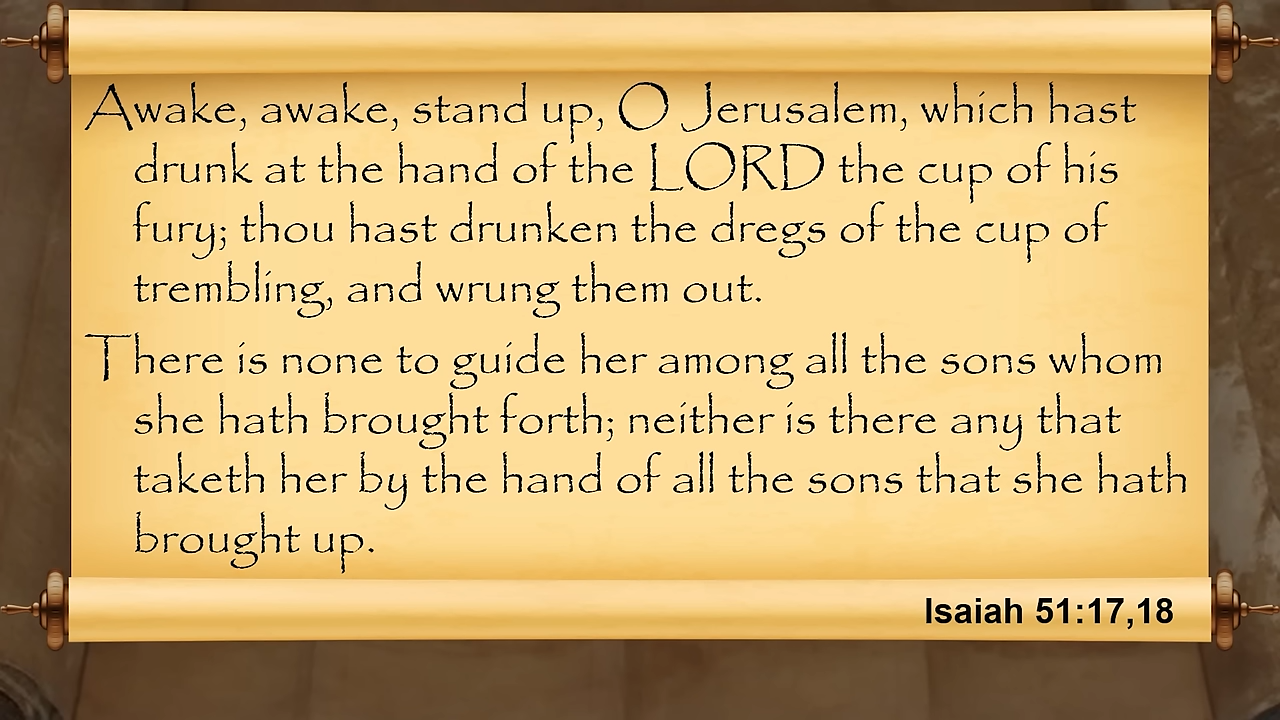 Awake, awake, stand up, O Jerusalem, which hast
drunk at the hand of the LORD the cup of his
fury; thou hast drunken the dregs of the cup of
trembling, and wrung them out.
There is none to guide her among all the sons whom
she hath brought forth; neither is there any that
taketh her by the hand of all the sons that she hath
brought up.
Isaiah 51:17,18